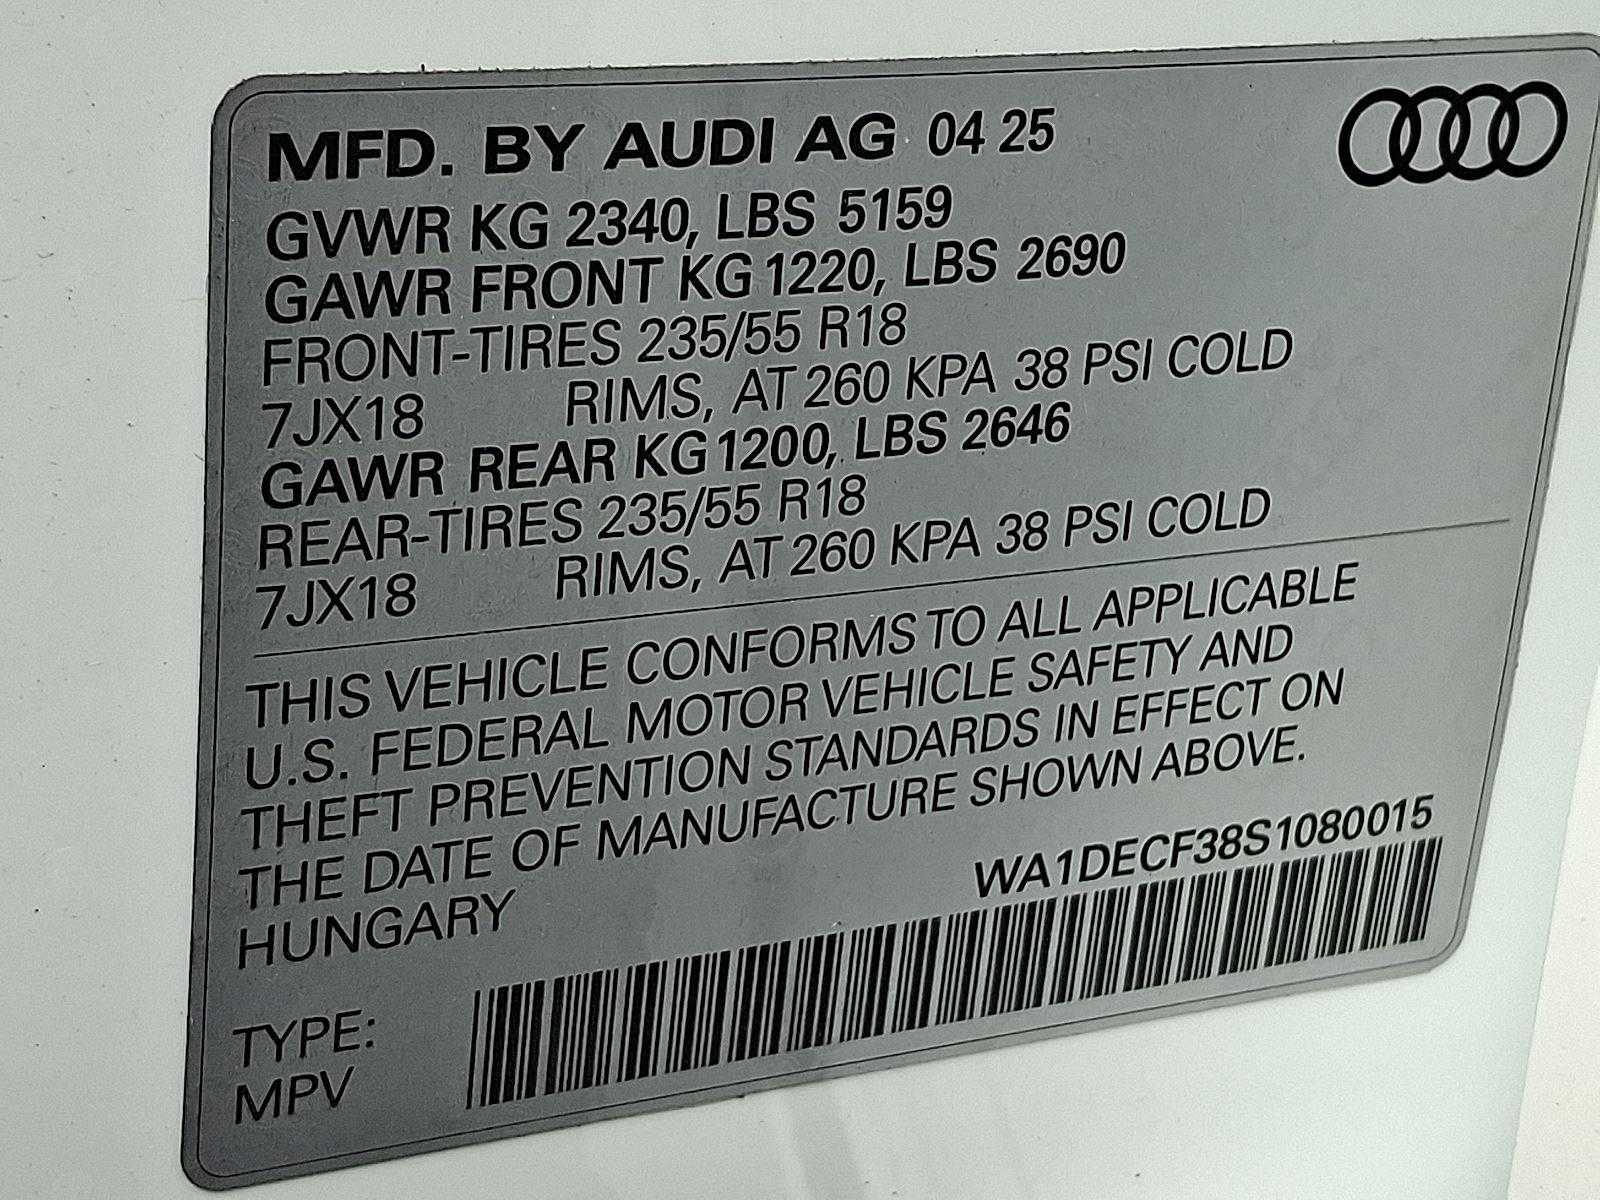 MFD. BY AUDI AG 04 25
GVWR KG 2340, LBS 5159
GAWR FRONT KG 1220, LBS 2690
FRONT-TIRES 235/55 R18
7JX18 RIMS, AT 260 KPA 38 PSI COLD
GAWR REAR KG 1200, LBS 2646
REAR-TIRES 235/55 R18
7JX18 RIMS, AT 260 KPA 38 PSI COLD
THIS VEHICLE CONFORMS TO ALL APPLICABLE
U.S. FEDERAL MOTOR VEHICLE SAFETY AND
THEFT PREVENTION STANDARDS IN EFFECT ON
THE DATE OF MANUFACTURE SHOWN ABOVE.
HUNGARY
WA1DECF38S1080015
TYPE:
MPV